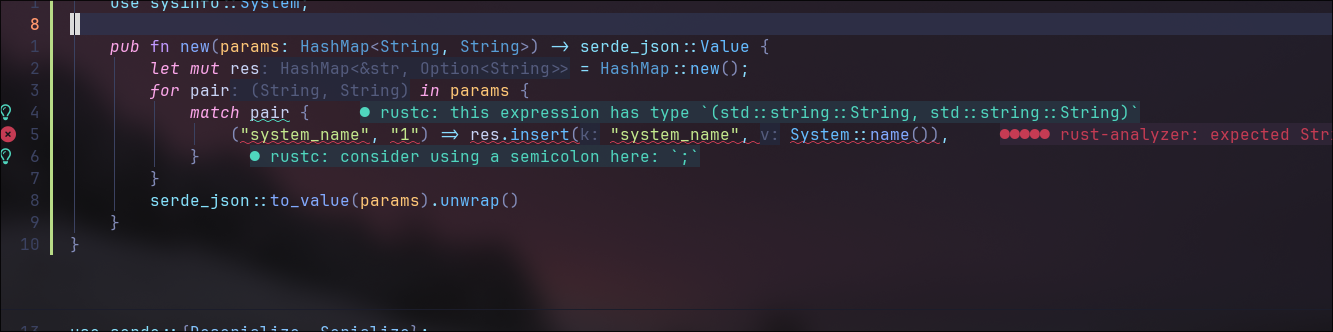 1 use sysinfo::System;
8
1 pub fn new(params: HashMap<String, String>) -> serde_json::Value {
2 let mut res: HashMap<&str, Option<String>> = HashMap::new();
3 for pair: (String, String) in params {
4 match pair { ● rustc: this expression has type `(std::string::String, std::string::String)`
5 ("system_name", "1") => res.insert(k: "system_name", v: System::name()), ●●●●● rust-analyzer: expected Str
6 } ● rustc: consider using a semicolon here: `;`
7 }
8 serde_json::to_value(params).unwrap()
9 }
10 }
13 use serde::{Deserialize, Serialize};